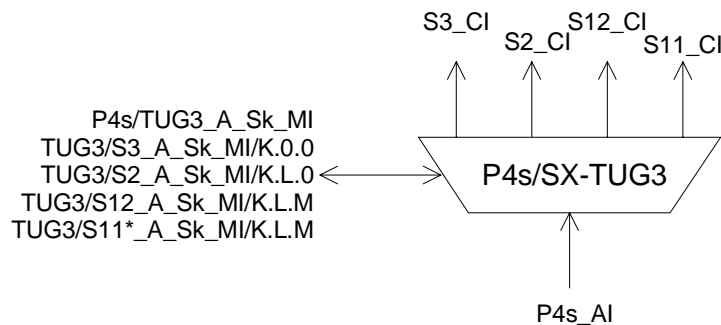 S3_CI
S2_CI
S12_CI
S11_CI
P4s/TUG3_A_Sk_MI
TUG3/S3_A_Sk_MI/K.0.0
TUG3/S2_A_Sk_MI/K.L.0
TUG3/S12_A_Sk_MI/K.L.M
TUG3/S11*_A_Sk_MI/K.L.M
P4s/SX-TUG3
P4s_AI